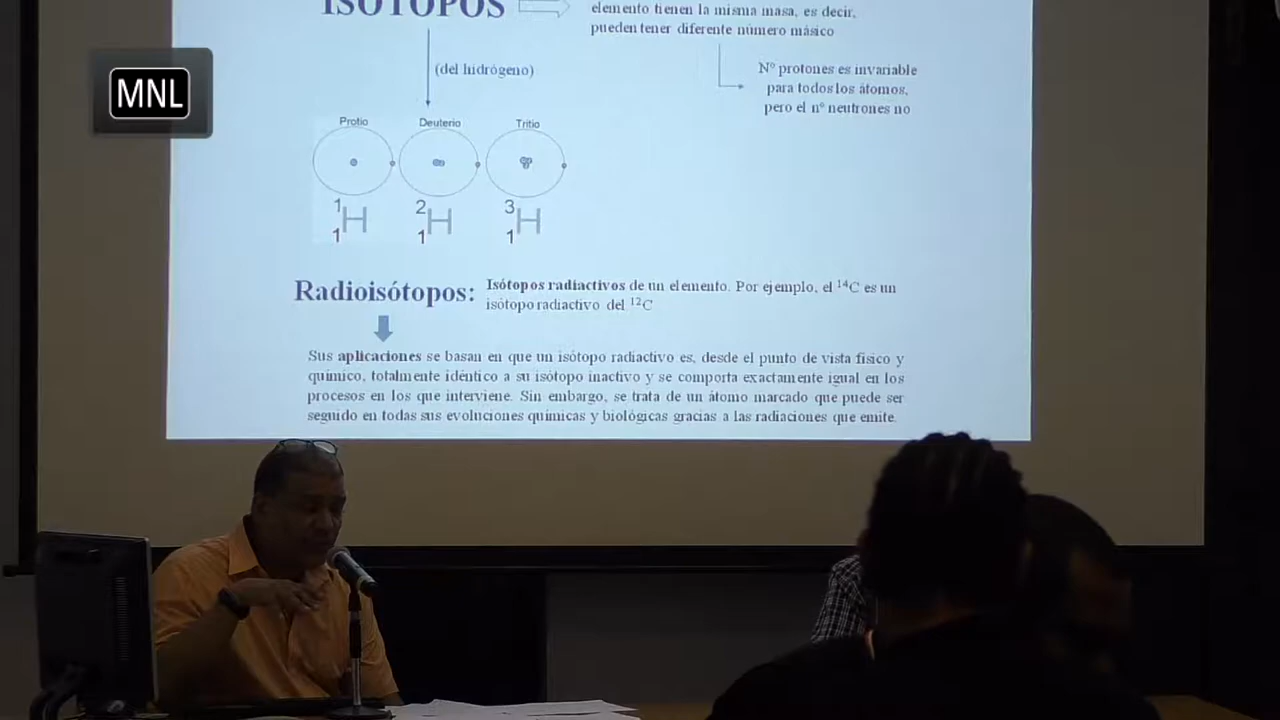 ISÓTOPOS
elemento tienen la misma masa, es decir,
pueden tener diferente número másico
(del hidrógeno)
Nº protones es invariable
para todos los átomos,
pero el nº neutrones no
MNL
Protio Deuterio Tritio
1 1 H 2 1 H 3 1 H
Radioisótopos: Isótopos radiactivos de un elemento. Por ejemplo, el 14C es un
isótopo radiactivo del 12C
Sus aplicaciones se basan en que un isótopo radiactivo es, desde el punto de vista físico y
químico, totalmente idéntico a su isótopo inactivo y se comporta exactamente igual en los
procesos en los que interviene. Sin embargo, se trata de un átomo marcado que puede ser
seguido en todas sus evoluciones químicas y biológicas gracias a las radiaciones que emite.